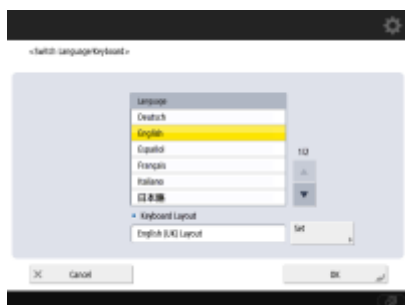 <Switch Language/Keyboard>
Language
Deutsch
English
Español
Français
Italiano
日本語
1/2
Keyboard Layout
English (UK) Layout
Set
Cancel
OK